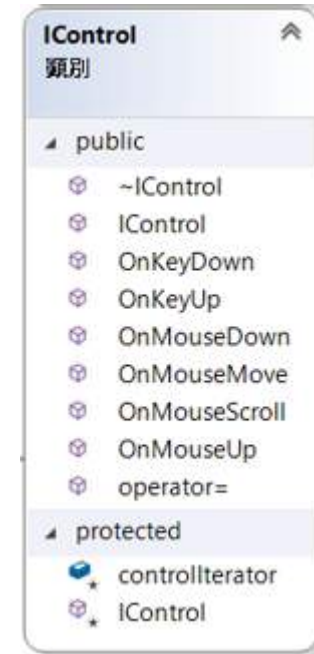 IControl
類別
public
~IControl
IControl
OnKeyDown
OnKeyUp
OnMouseDown
OnMouseMove
OnMouseScroll
OnMouseUp
operator=
protected
controlIterator
IControl